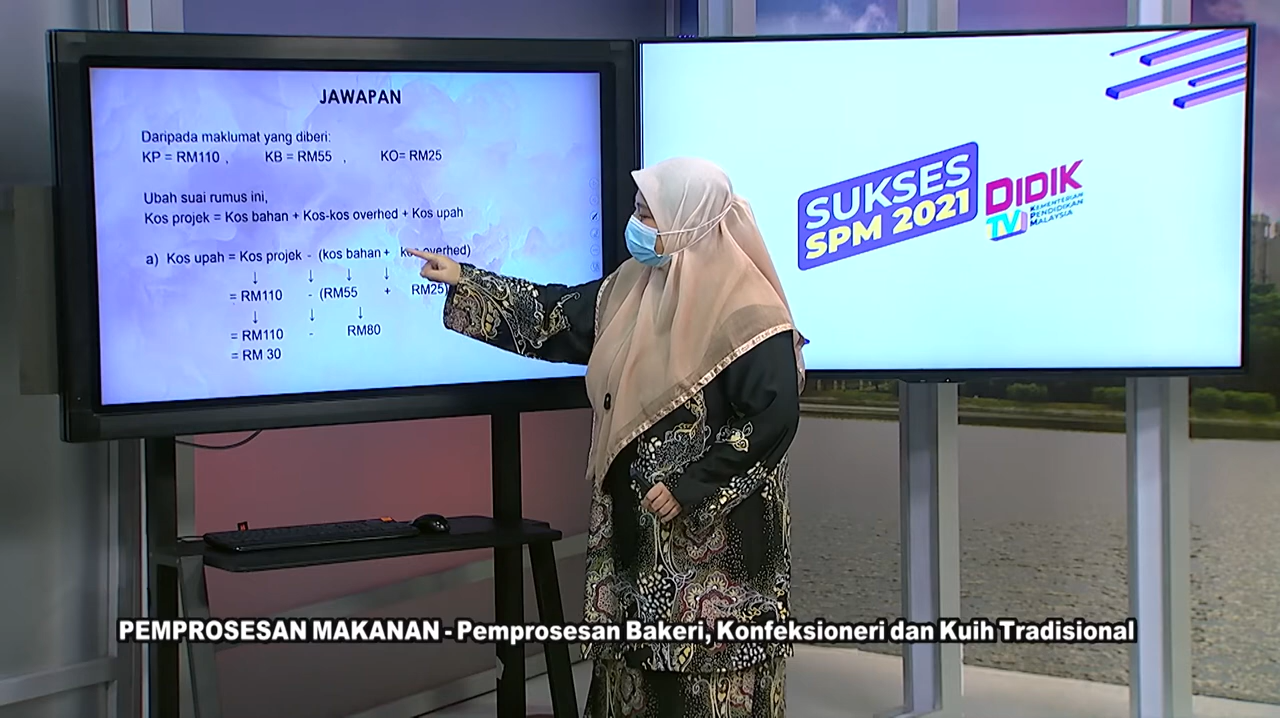 JAWAPAN
Daripada maklumat yang diberi:
KP = RM110 , KB = RM55 , KO= RM25
Ubah suai rumus ini,
Kos projek = Kos bahan + Kos-kos overhed + Kos upah
a) Kos upah = Kos projek - (kos bahan + overhed)
↓ ↓ ↓ ↓
= RM110 - (RM55 + RM25)
↓ ↓ ↓
= RM110 - RM80
= RM 30
SUKSES
SPM 2021
DIDIK
TV
KEMENTERIAN
PENDIDIKAN
MALAYSIA
PEMPROSESAN MAKANAN - Pemprosesan Bakeri, Konfeksioneri dan Kuih Tradisional